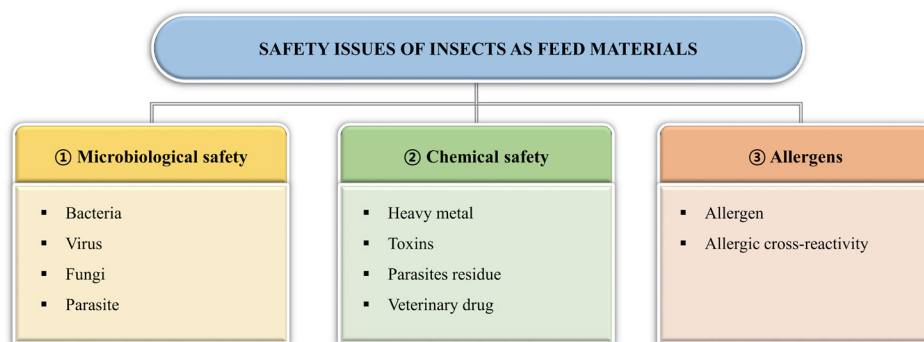 SAFETY ISSUES OF INSECTS AS FEED MATERIALS
① Microbiological safety
▪ Bacteria
▪ Virus
▪ Fungi
▪ Parasite
② Chemical safety
▪ Heavy metal
▪ Toxins
▪ Parasites residue
▪ Veterinary drug
③ Allergens
▪ Allergen
▪ Allergic cross-reactivity